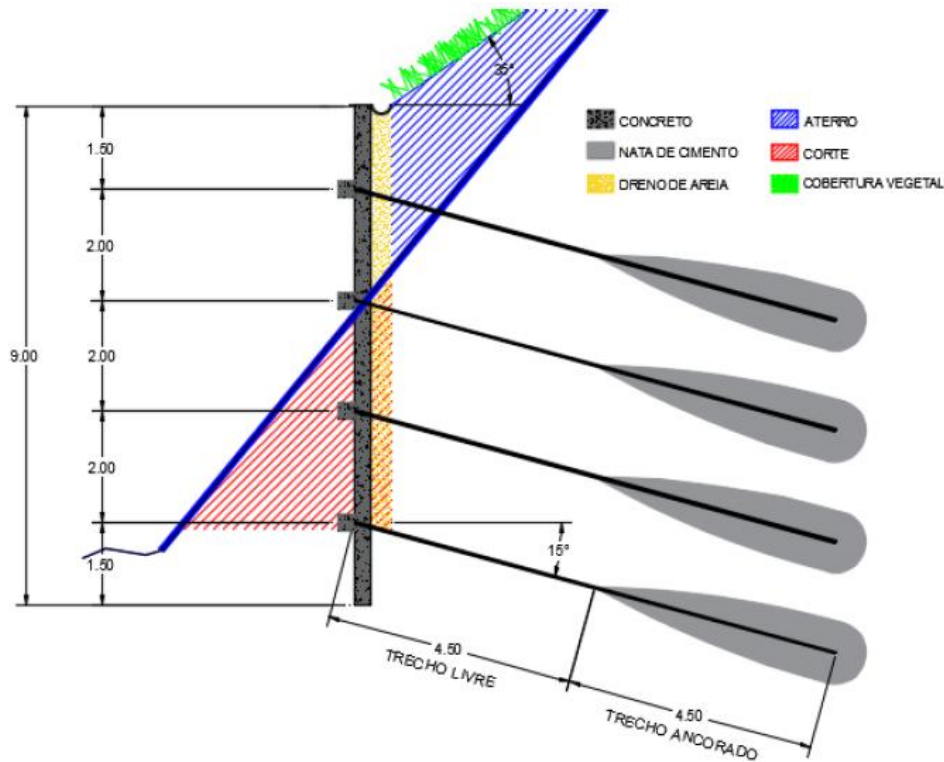 35°
CONCRETO
ATERRO
NATA DE CIMENTO
CORTE
DRENO DE AREIA
COBERTURA VEGETAL
1.50
2.00
9.00
2.00
2.00
1.50
15°
4.50
TRECHO LIVRE
4.50
TRECHO ANCORADO